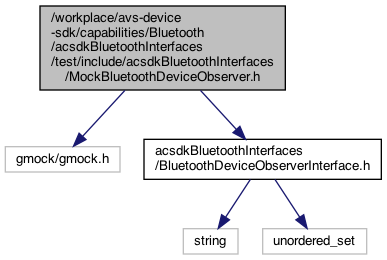 /workplace/avs-device
-sdk/capabilities/Bluetooth
/acsdkBluetoothInterfaces
/test/include/acsdkBluetoothInterfaces
/MockBluetoothDeviceObserver.h
gmock/gmock.h
acsdkBluetoothInterfaces
/BluetoothDeviceObserverInterface.h
string
unordered_set